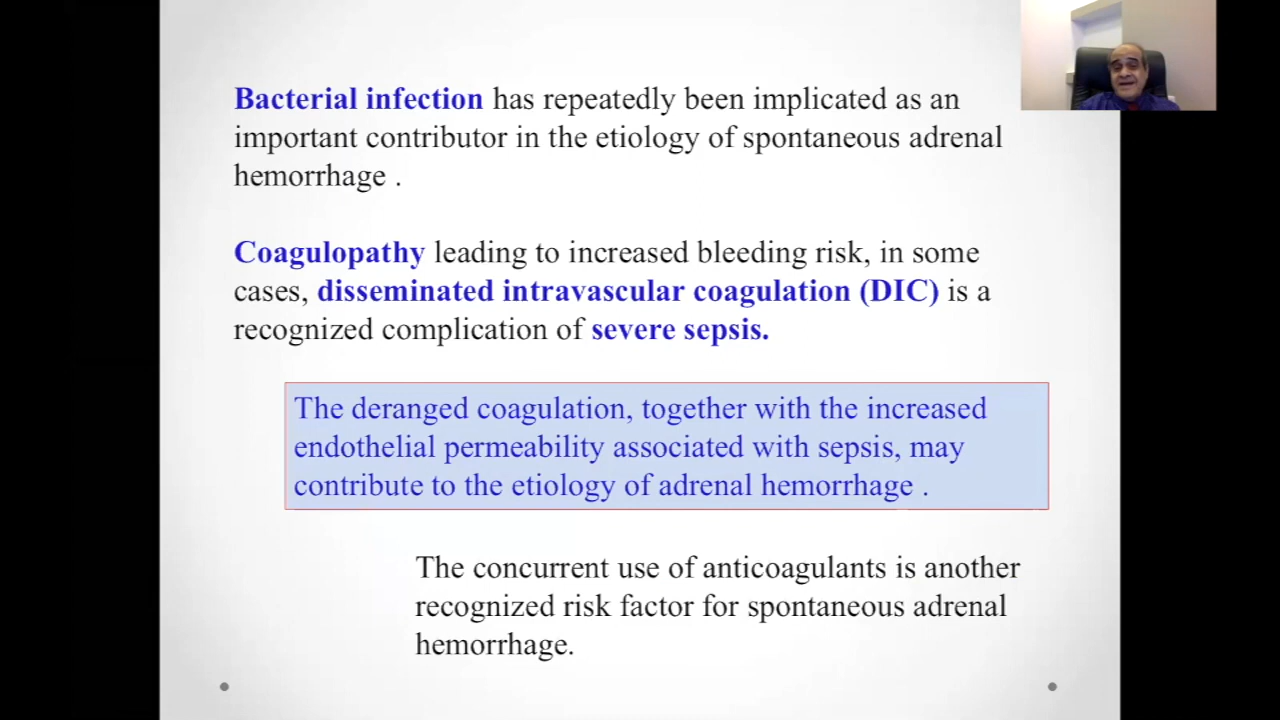 Bacterial infection has repeatedly been implicated as an
important contributor in the etiology of spontaneous adrenal
hemorrhage .
Coagulopathy leading to increased bleeding risk, in some
cases, disseminated intravascular coagulation (DIC) is a
recognized complication of severe sepsis.
The deranged coagulation, together with the increased
endothelial permeability associated with sepsis, may
contribute to the etiology of adrenal hemorrhage .
The concurrent use of anticoagulants is another
recognized risk factor for spontaneous adrenal
hemorrhage.